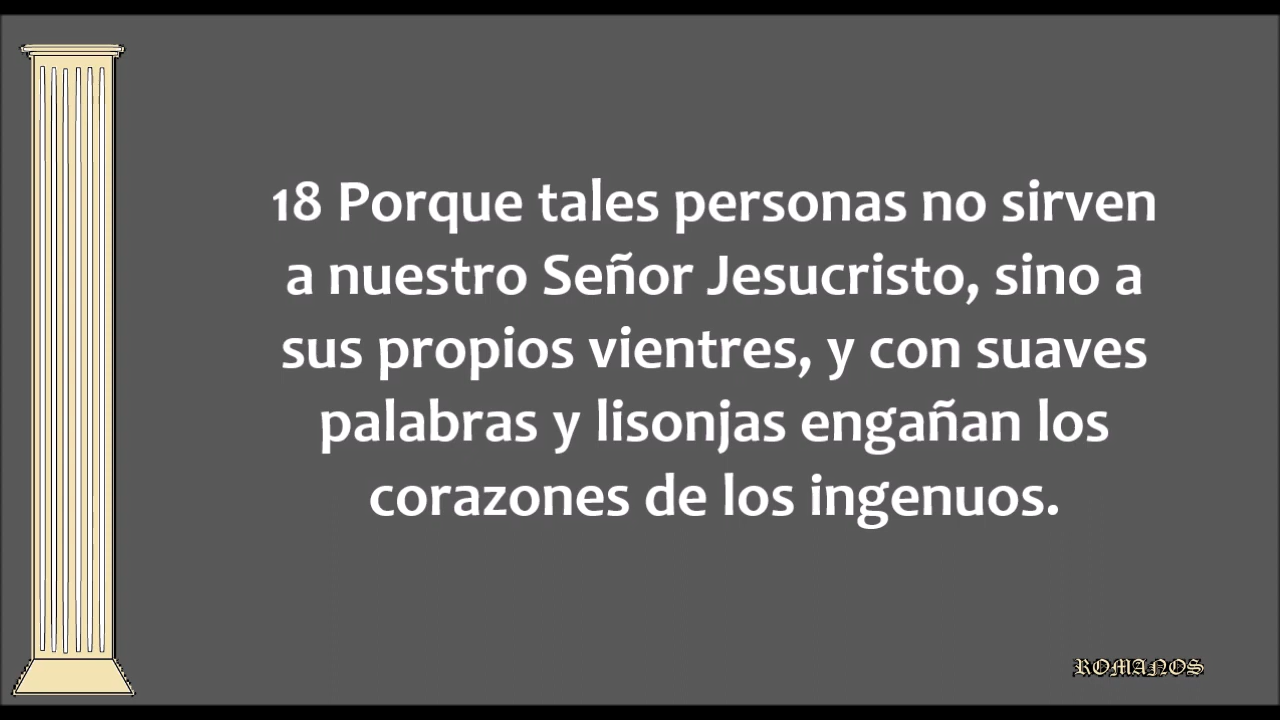 18 Porque tales personas no sirven
a nuestro Señor Jesucristo, sino a
sus propios vientres, y con suaves
palabras y lisonjas engañan los
corazones de los ingenuos.
ROMANOS